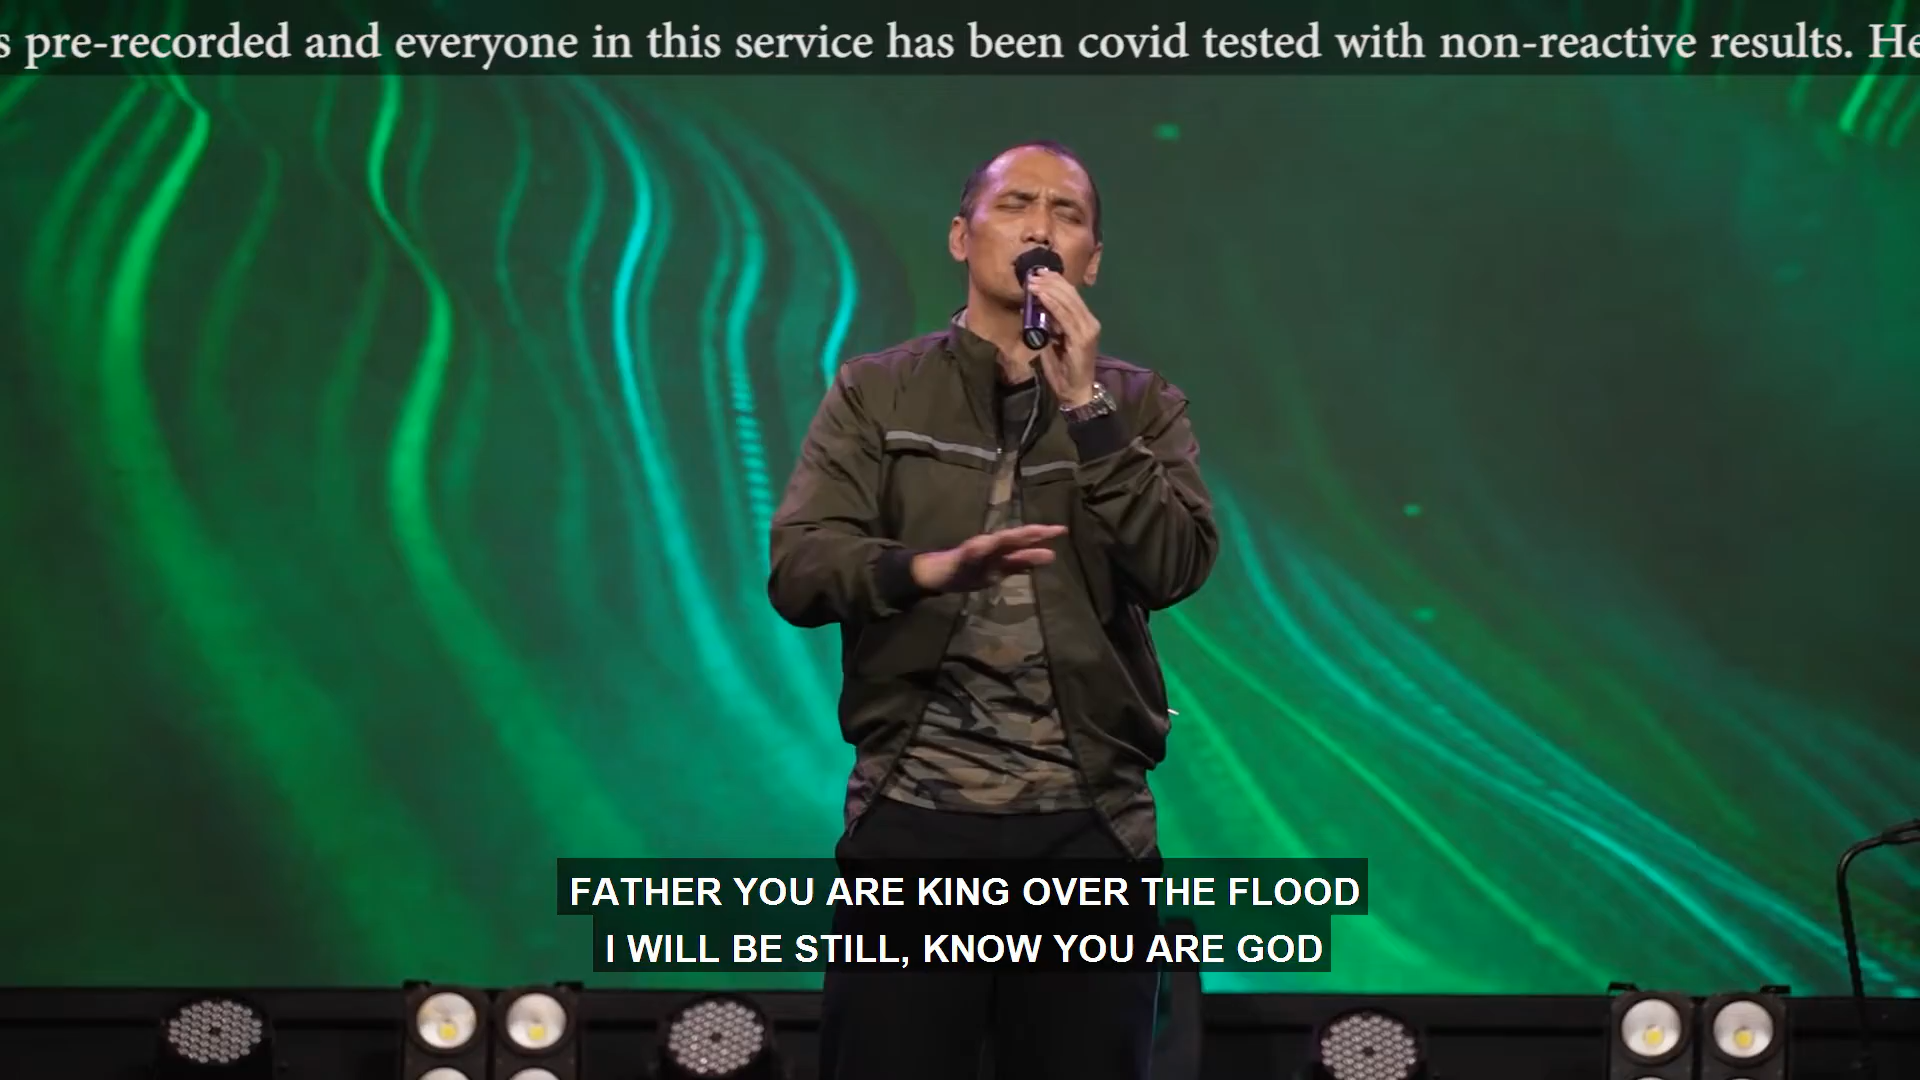 pre-recorded and everyone in this service has been covid tested with non-reactive results.
FATHER YOU ARE KING OVER THE FLOOD
I WILL BE STILL, KNOW YOU ARE GOD